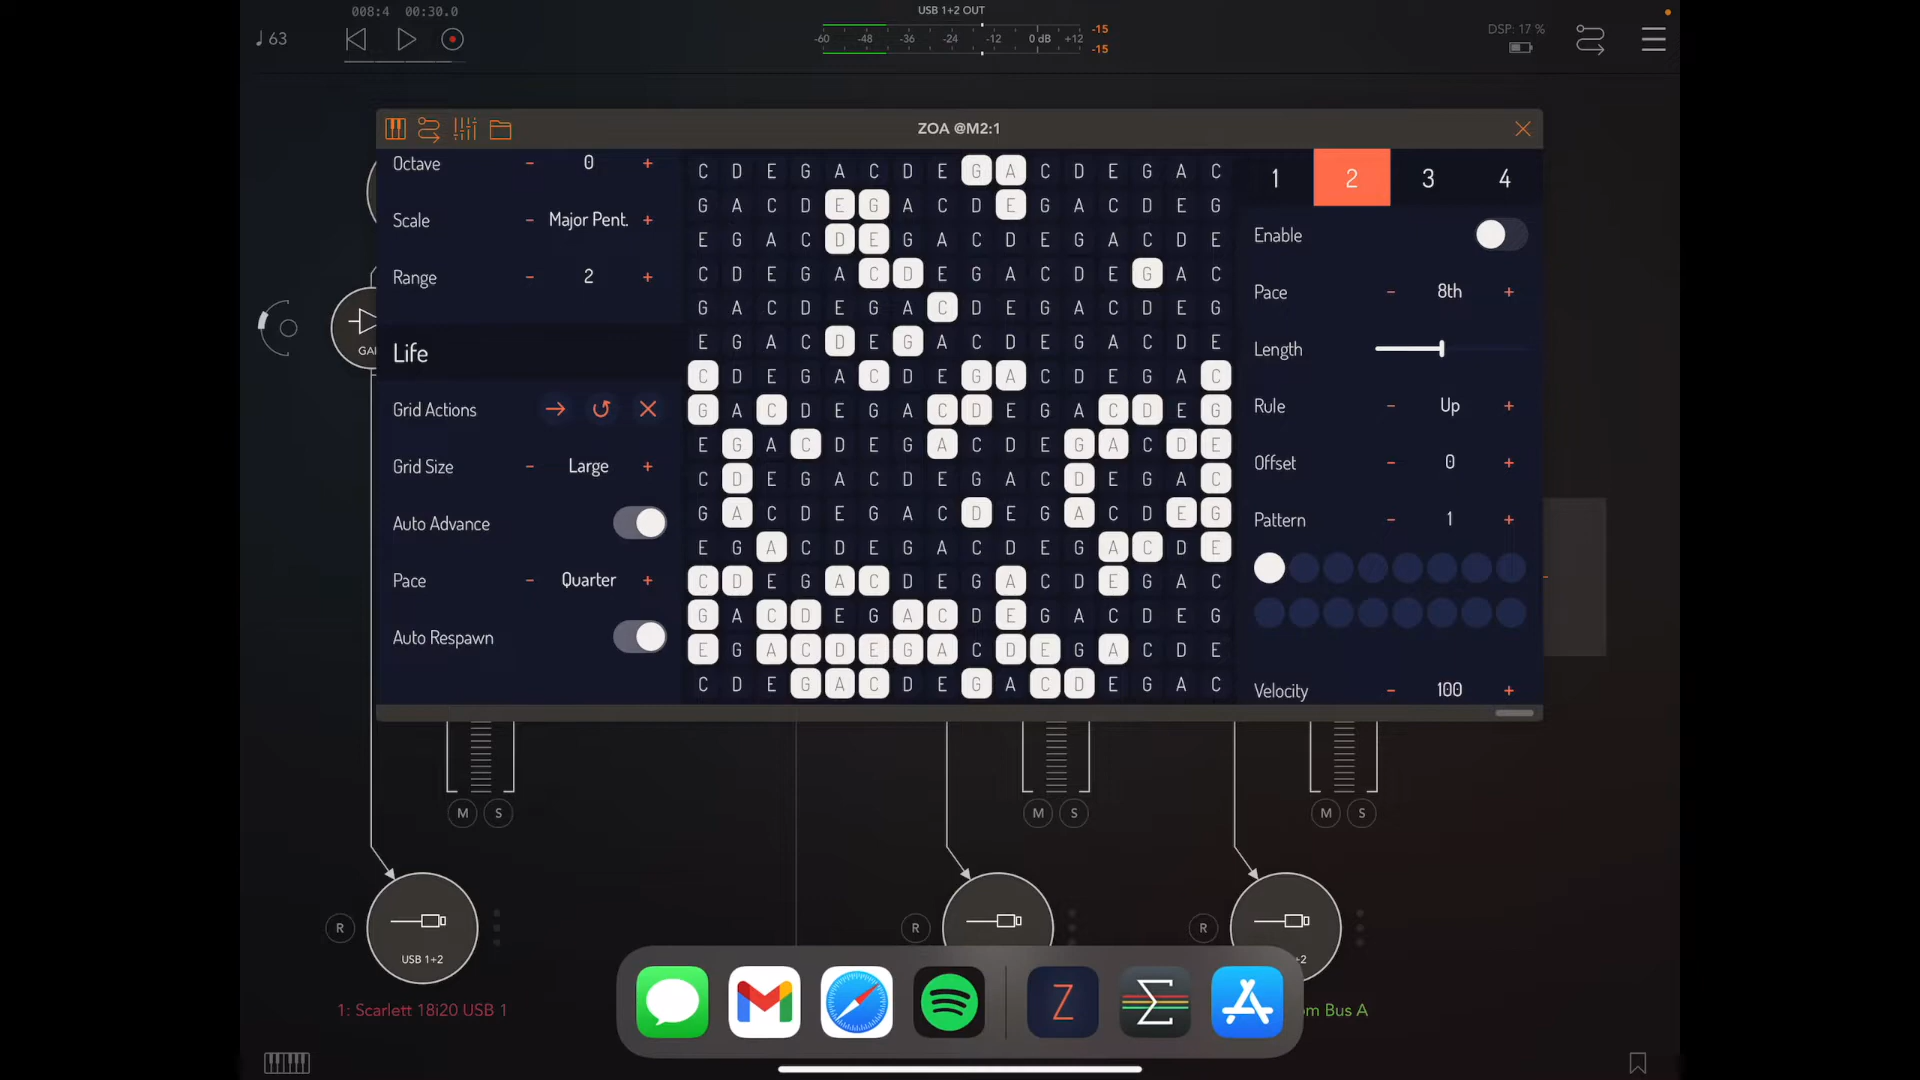 008:4 00:30.0
USB 1+2 OUT
♩63
-60 -48 -36 -24 -12 0 dB +12
-15
-15
DSP: 17 %
ZOA @M2:1
Octave - 0 +
Scale - Major Pent. +
Range - 2 +
Life
Grid Actions
Grid Size - Large +
Auto Advance
Pace - Quarter +
Auto Respawn
C D E G A C D E G A C D E G A C
G A C D E G A C D E G A C D E G
E G A C D E G A C D E G A C D E
C D E G A C D E G A C D E G A C
G A C D E G A C D E G A C D E G
E G A C D E G A C D E G A C D E
C D E G A C D E G A C D E G A C
G A C D E G A C D E G A C D E G
E G A C D E G A C D E G A C D E
C D E G A C D E G A C D E G A C
G A C D E G A C D E G A C D E G
E G A C D E G A C D E G A C D E
C D E G A C D E G A C D E G A C
G A C D E G A C D E G A C D E G
E G A C D E G A C D E G A C D E
C D E G A C D E G A C D E G A C
1 2 3 4
Enable
Pace - 8th +
Length
Rule - Up +
Offset - 0 +
Pattern - 1 +
Velocity - 100 +
GAI
M S
M S
M S
R
R
R
USB 1+2
+2
1: Scarlett 18i20 USB 1
om Bus A
Z
Σ